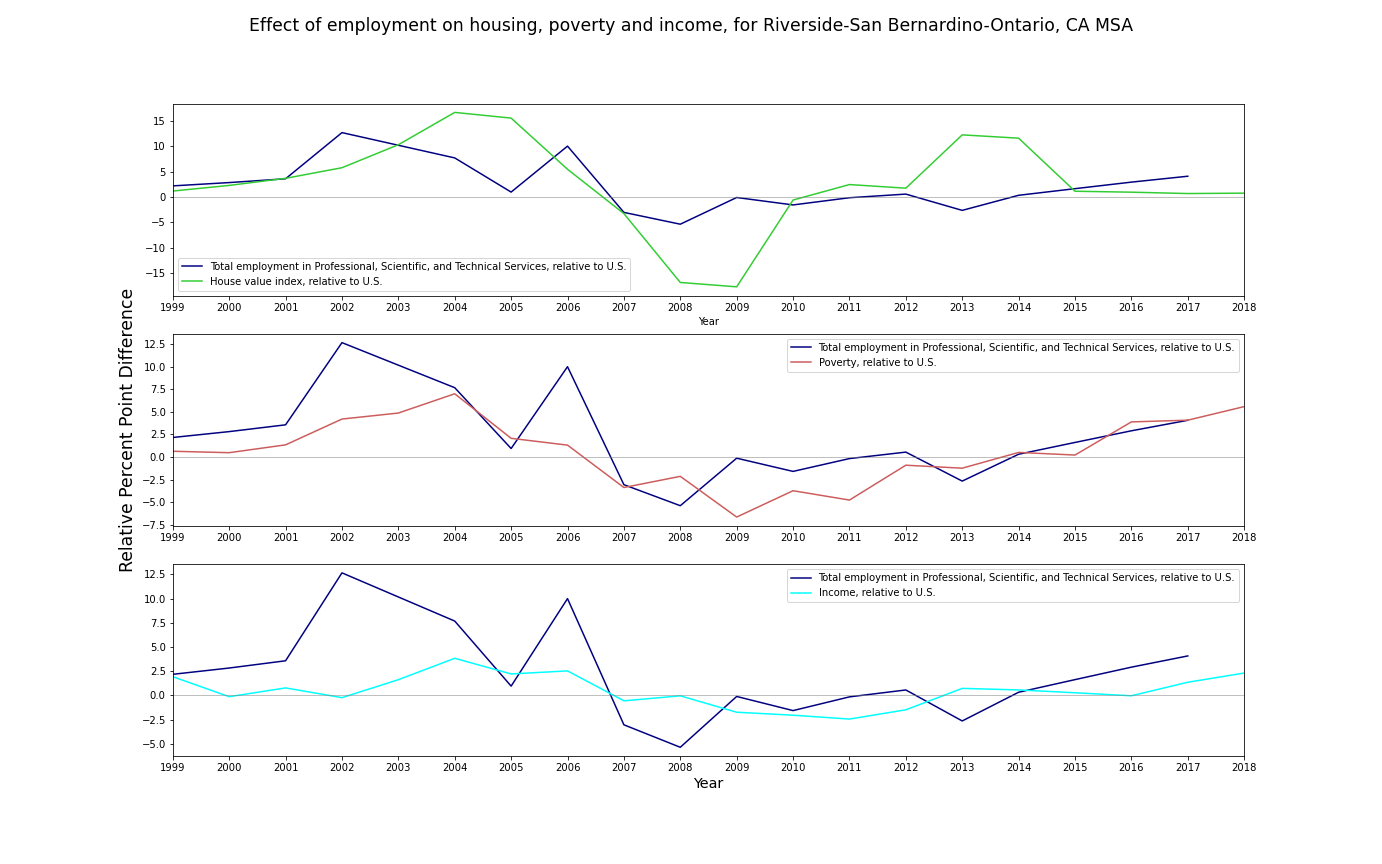 Effect of employment on housing, poverty and income, for Riverside-San Bernardino-Ontario, CA MSA
Relative Percent Point Difference
15
10
5
0
−5
−10
−15
Total employment in Professional, Scientific, and Technical Services, relative to U.S.
House value index, relative to U.S.
1999 2000 2001 2002 2003 2004 2005 2006 2007 2008 2009 2010 2011 2012 2013 2014 2015 2016 2017 2018
Year
12.5
10.0
7.5
5.0
2.5
0.0
−2.5
−5.0
−7.5
Total employment in Professional, Scientific, and Technical Services, relative to U.S.
Poverty, relative to U.S.
1999 2000 2001 2002 2003 2004 2005 2006 2007 2008 2009 2010 2011 2012 2013 2014 2015 2016 2017 2018
12.5
10.0
7.5
5.0
2.5
0.0
−2.5
−5.0
Total employment in Professional, Scientific, and Technical Services, relative to U.S.
Income, relative to U.S.
1999 2000 2001 2002 2003 2004 2005 2006 2007 2008 2009 2010 2011 2012 2013 2014 2015 2016 2017 2018
Year